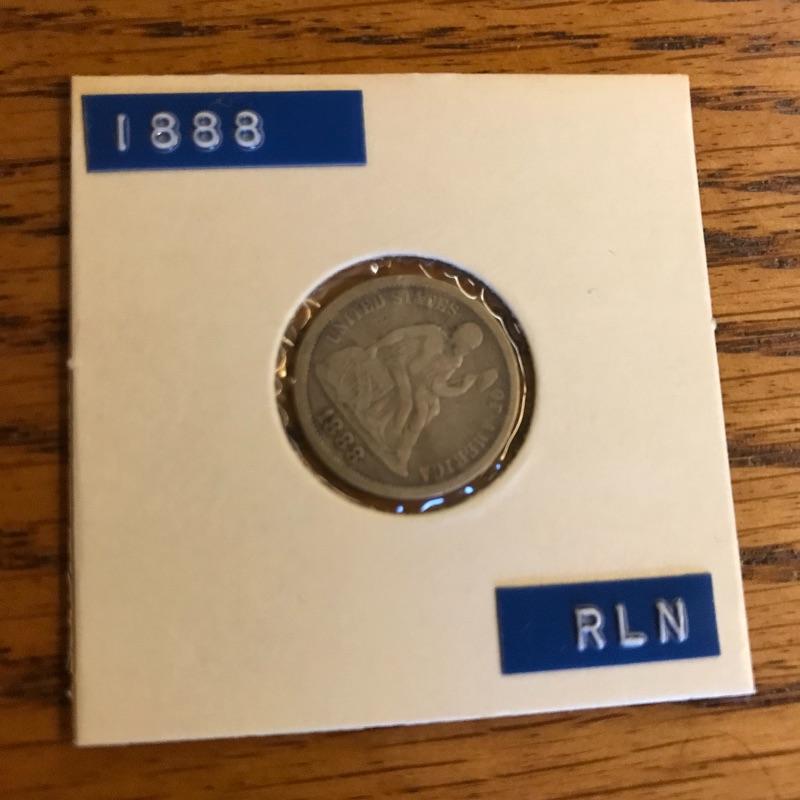 1888
UNITED STATES
OF AMERICA
1888
RLN